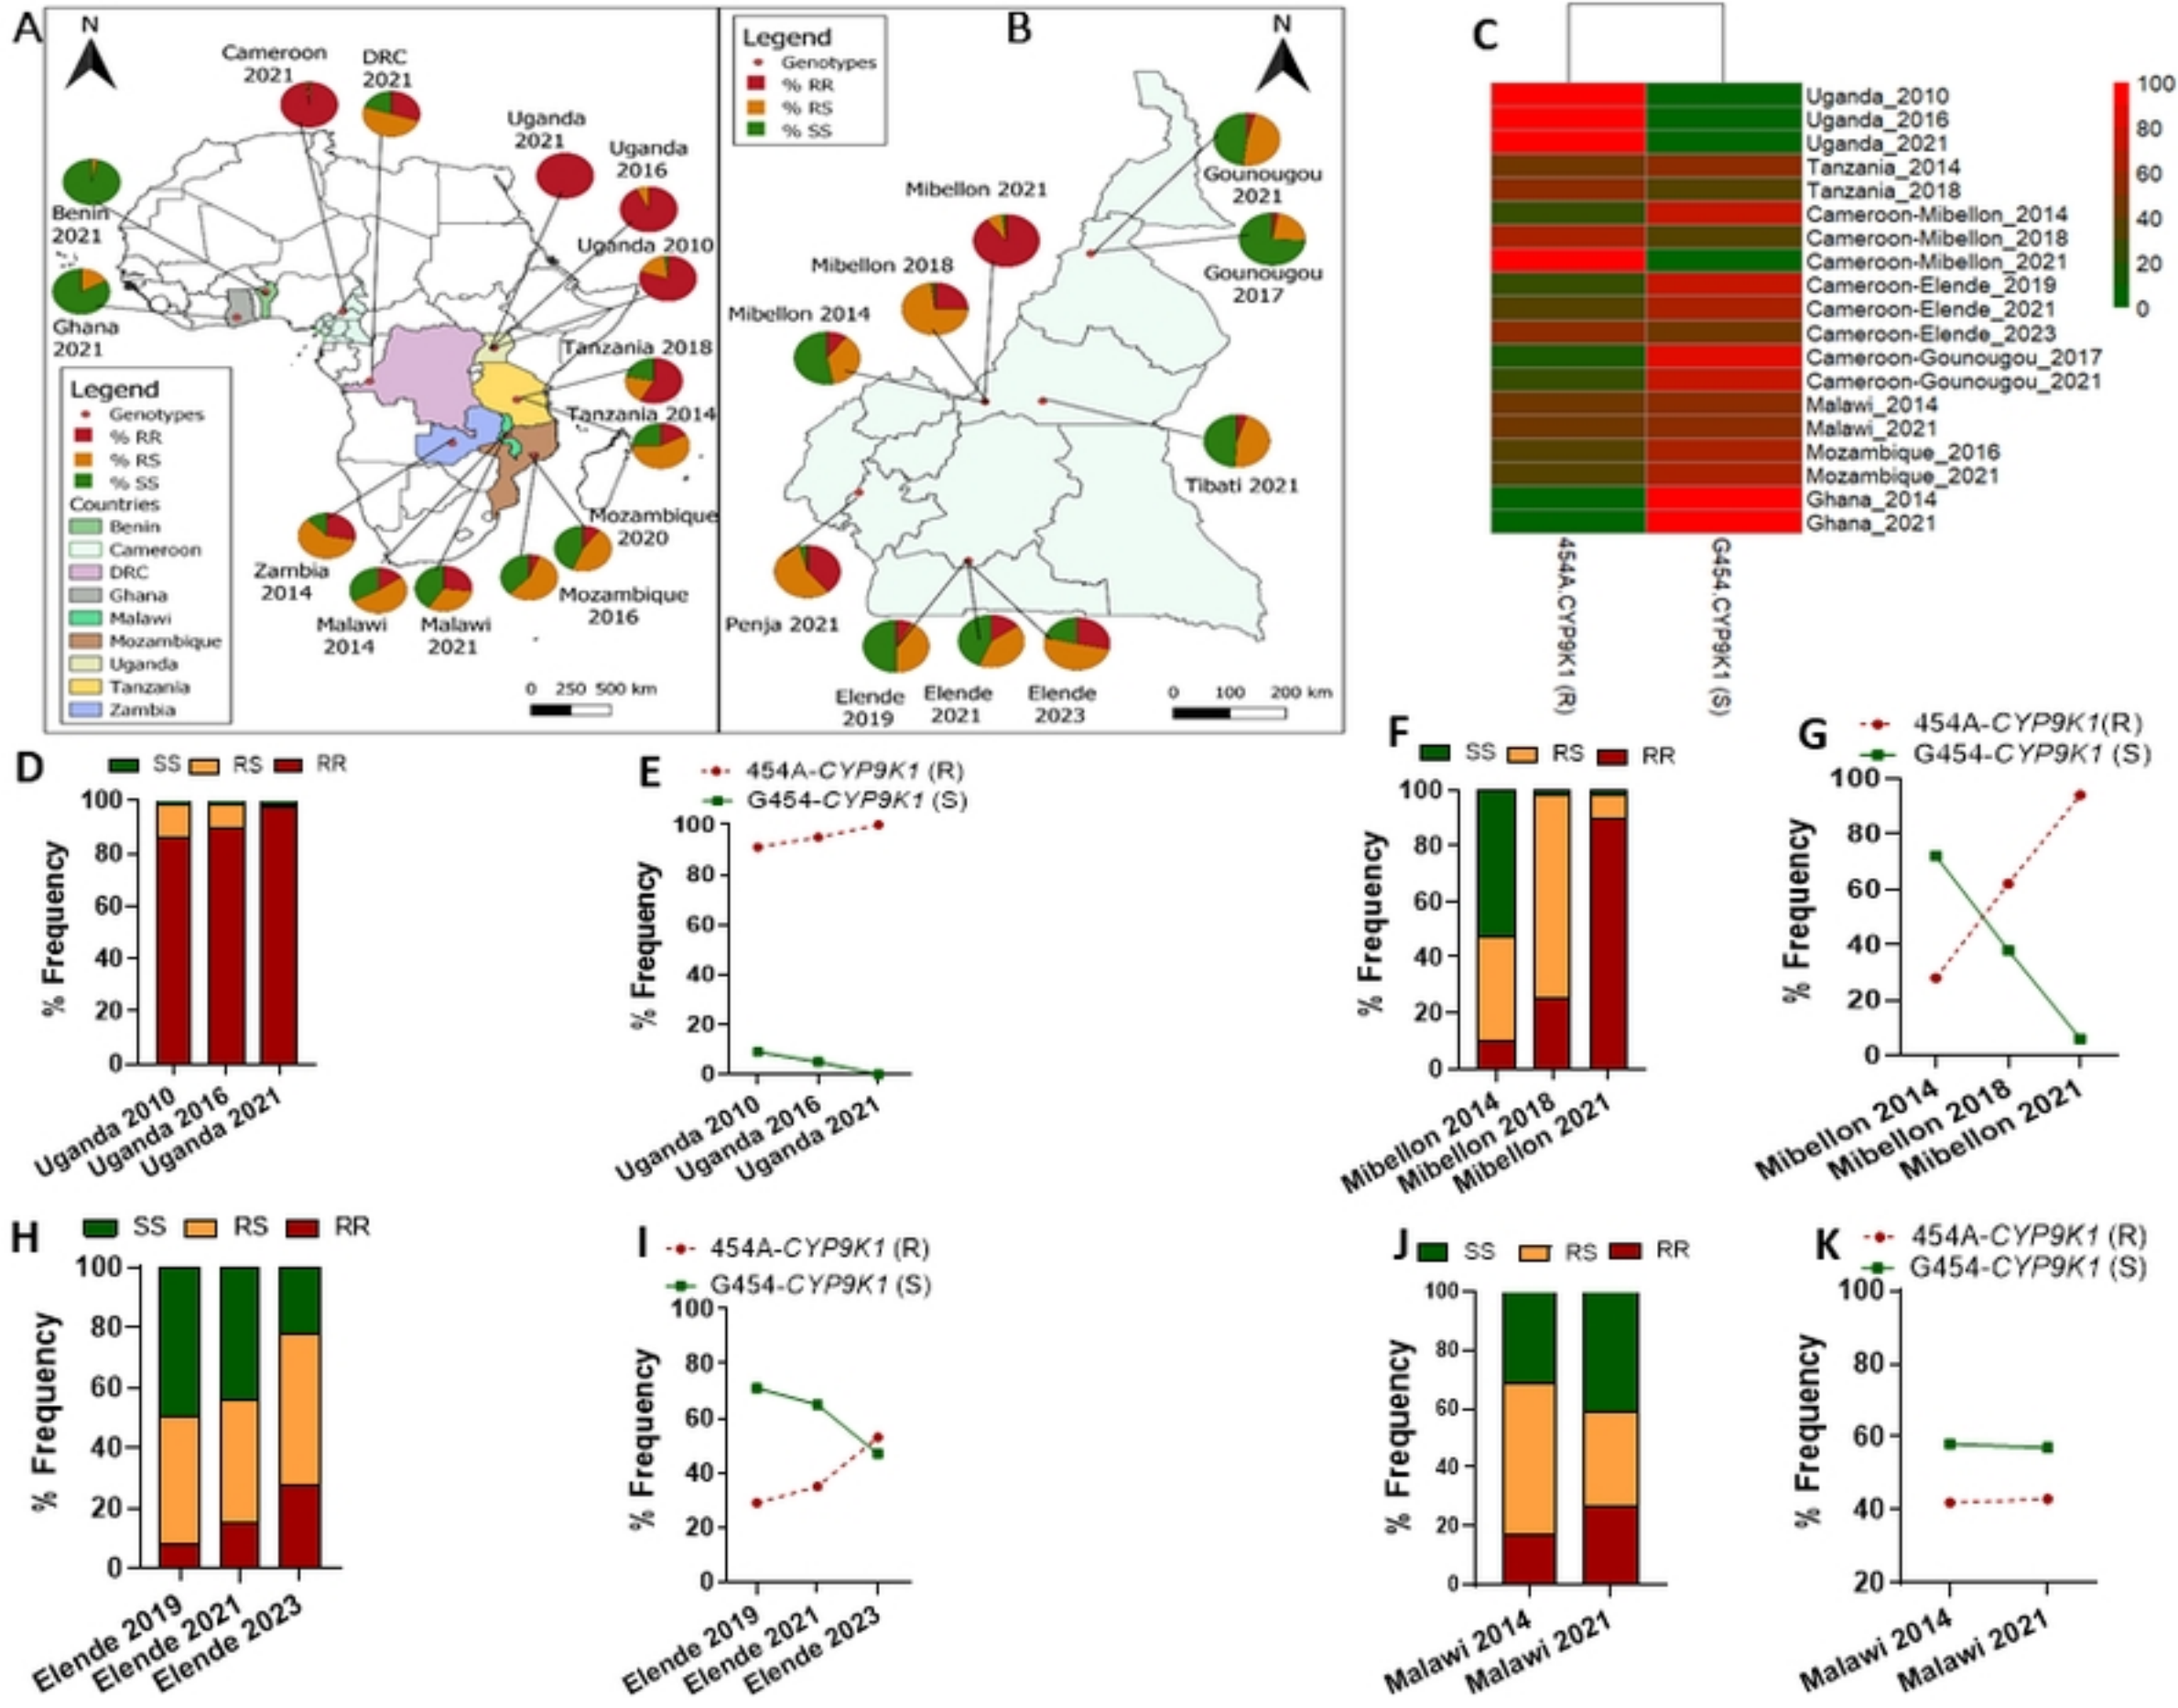 A
N
Cameroon
2021
DRC
2021
Uganda
2021
Uganda
2016
Uganda 2010
Benin
2021
Ghana
2021
Tanzania 2018
Tanzania 2014
Mozambique
2020
Mozambique
2016
Zambia
2014
Malawi
2014
Malawi
2021
Legend
Genotypes
% RR
% RS
% SS
Countries
Benin
Cameroon
DRC
Ghana
Malawi
Mozambique
Uganda
Tanzania
Zambia
0 250 500 km
B
N
Legend
Genotypes
% RR
% RS
% SS
Gounougou
2021
Gounougou
2017
Mibellon 2021
Mibellon 2018
Mibellon 2014
Tibati 2021
Penja 2021
Elende
2019
Elende
2021
Elende
2023
0 100 200 km
C
Uganda_2010
Uganda_2016
Uganda_2021
Tanzania_2014
Tanzania_2018
Cameroon-Mibellon_2014
Cameroon-Mibellon_2018
Cameroon-Mibellon_2021
Cameroon-Elende_2019
Cameroon-Elende_2021
Cameroon-Elende_2023
Cameroon-Gounougou_2017
Cameroon-Gounougou_2021
Malawi_2014
Malawi_2021
Mozambique_2016
Mozambique_2021
Ghana_2014
Ghana_2021
454A.CYP9K1 (R)
G454.CYP9K1 (S)
100
80
60
40
20
0
D
SS RS RR
% Frequency
100
80
60
40
20
0
Uganda 2010
Uganda 2016
Uganda 2021
E
454A-CYP9K1 (R)
G454-CYP9K1 (S)
% Frequency
100
80
60
40
20
0
Uganda 2010
Uganda 2016
Uganda 2021
F
SS RS RR
% Frequency
100
80
60
40
20
0
Mibellon 2014
Mibellon 2018
Mibellon 2021
G
454A-CYP9K1(R)
G454-CYP9K1 (S)
% Frequency
100
80
60
40
20
0
Mibellon 2014
Mibellon 2018
Mibellon 2021
H
SS RS RR
% Frequency
100
80
60
40
20
0
Elende 2019
Elende 2021
Elende 2023
I
454A-CYP9K1 (R)
G454-CYP9K1 (S)
% Frequency
100
80
60
40
20
0
Elende 2019
Elende 2021
Elende 2023
J
SS RS RR
% Frequency
100
80
60
40
20
0
Malawi 2014
Malawi 2021
K
454A-CYP9K1 (R)
G454-CYP9K1 (S)
% Frequency
100
80
60
40
20
Malawi 2014
Malawi 2021